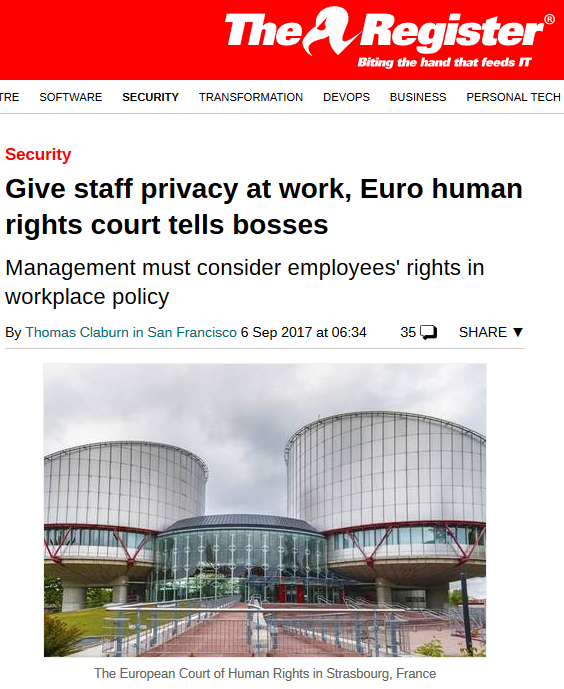 The Register®
Biting the hand that feeds IT
TRE SOFTWARE SECURITY TRANSFORMATION DEVOPS BUSINESS PERSONAL TECH
Security
Give staff privacy at work, Euro human
rights court tells bosses
Management must consider employees' rights in
workplace policy
By Thomas Claburn in San Francisco 6 Sep 2017 at 06:34 35 SHARE ▼
The European Court of Human Rights in Strasbourg, France